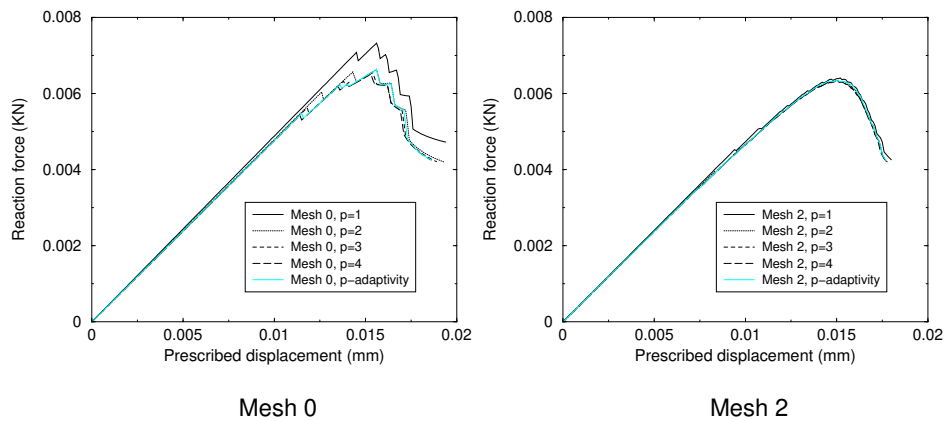 0.008
0.006
0.004
0.002
0
Reaction force (KN)
Mesh 0, p=1
Mesh 0, p=2
Mesh 0, p=3
Mesh 0, p=4
Mesh 0, p−adaptivity
0 0.005 0.01 0.015 0.02
Prescribed displacement (mm)
Mesh 0
0.008
0.006
0.004
0.002
0
Reaction force (KN)
Mesh 2, p=1
Mesh 2, p=2
Mesh 2, p=3
Mesh 2, p=4
Mesh 2, p−adaptivity
0 0.005 0.01 0.015 0.02
Prescribed displacement (mm)
Mesh 2